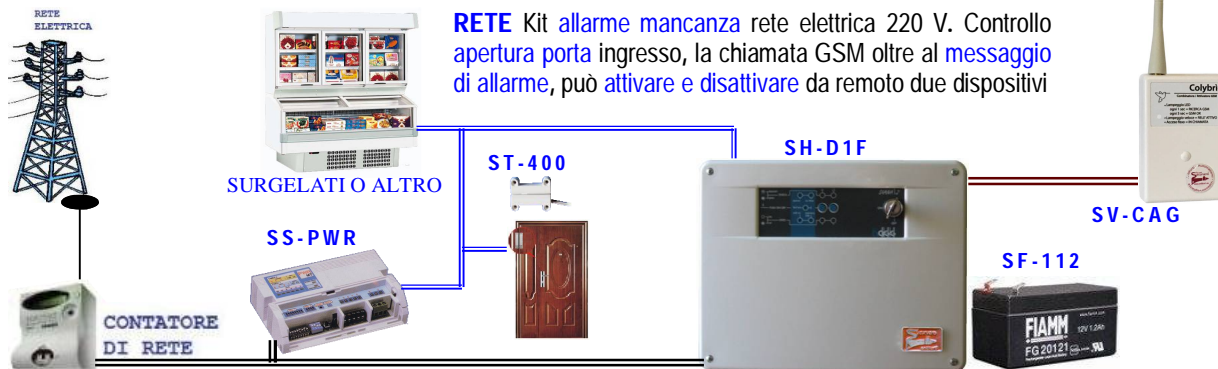 RETE
ELETTRICA
RETE Kit allarme mancanza rete elettrica 220 V. Controllo
apertura porta ingresso, la chiamata GSM oltre al messaggio
di allarme, può attivare e disattivare da remoto due dispositivi
Colybri
SURGELATI O ALTRO
ST-400
SH-D1F
SV-CAG
SS-PWR
SF-112
CONTATORE
DI RETE
FIAMM
12V 1.2Ah
FG20121